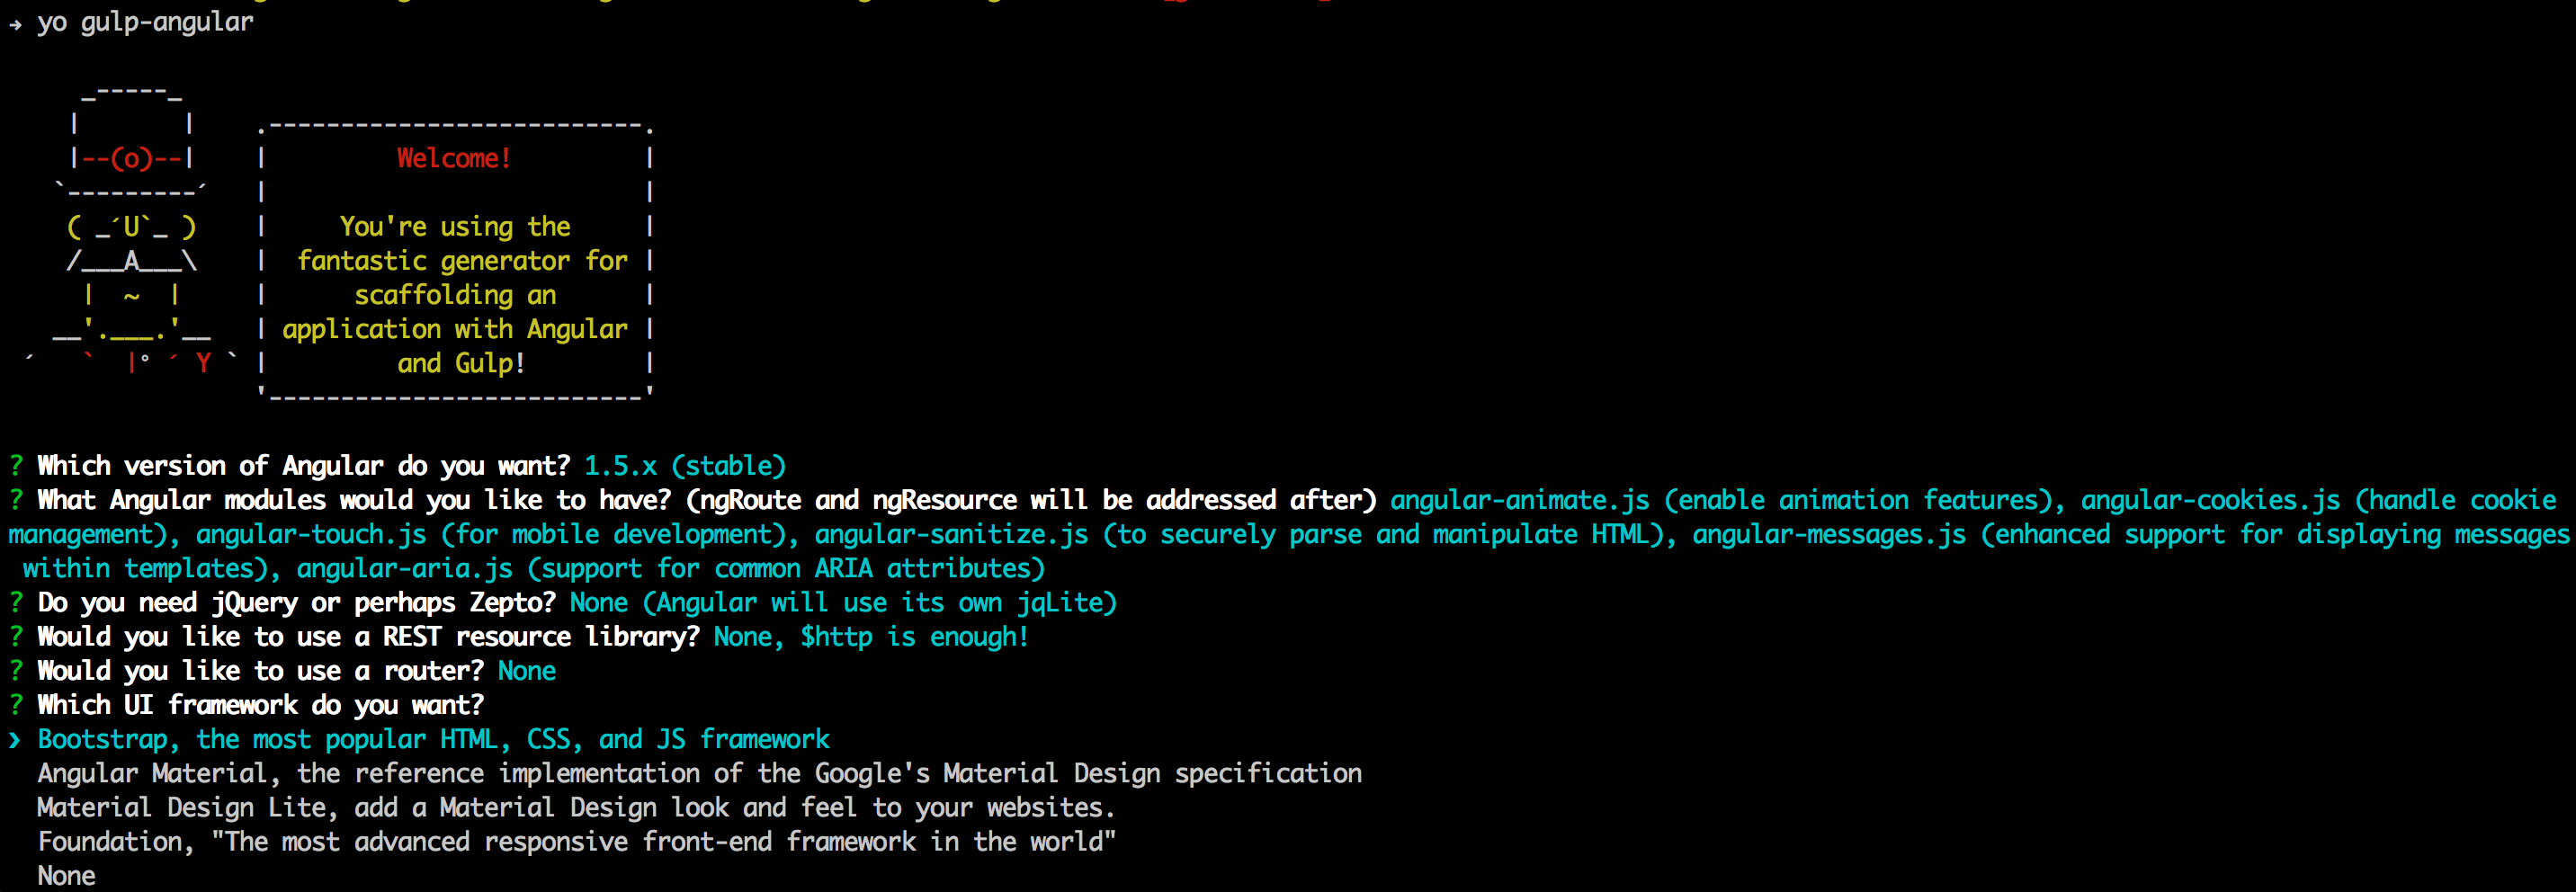 → yo gulp-angular
     _-----_
    |       |    .--------------------------.
    |--(o)--|    |         Welcome!         |
   `---------´   |                          |
    ( _´U`_ )    |     You're using the     |
    /___A___\    |  fantastic generator for |
     |  ~  |     |      scaffolding an      |
   __'.___.'__   | application with Angular |
 ´   `  |° ´ Y ` |         and Gulp!        |
                 '--------------------------'
? Which version of Angular do you want? 1.5.x (stable)
? What Angular modules would you like to have? (ngRoute and ngResource will be addressed after) angular-animate.js (enable animation features), angular-cookies.js (handle cookie
management), angular-touch.js (for mobile development), angular-sanitize.js (to securely parse and manipulate HTML), angular-messages.js (enhanced support for displaying messages
 within templates), angular-aria.js (support for common ARIA attributes)
? Do you need jQuery or perhaps Zepto? None (Angular will use its own jqLite)
? Would you like to use a REST resource library? None, $http is enough!
? Would you like to use a router? None
? Which UI framework do you want?
❯ Bootstrap, the most popular HTML, CSS, and JS framework
  Angular Material, the reference implementation of the Google's Material Design specification
  Material Design Lite, add a Material Design look and feel to your websites.
  Foundation, "The most advanced responsive front-end framework in the world"
  None